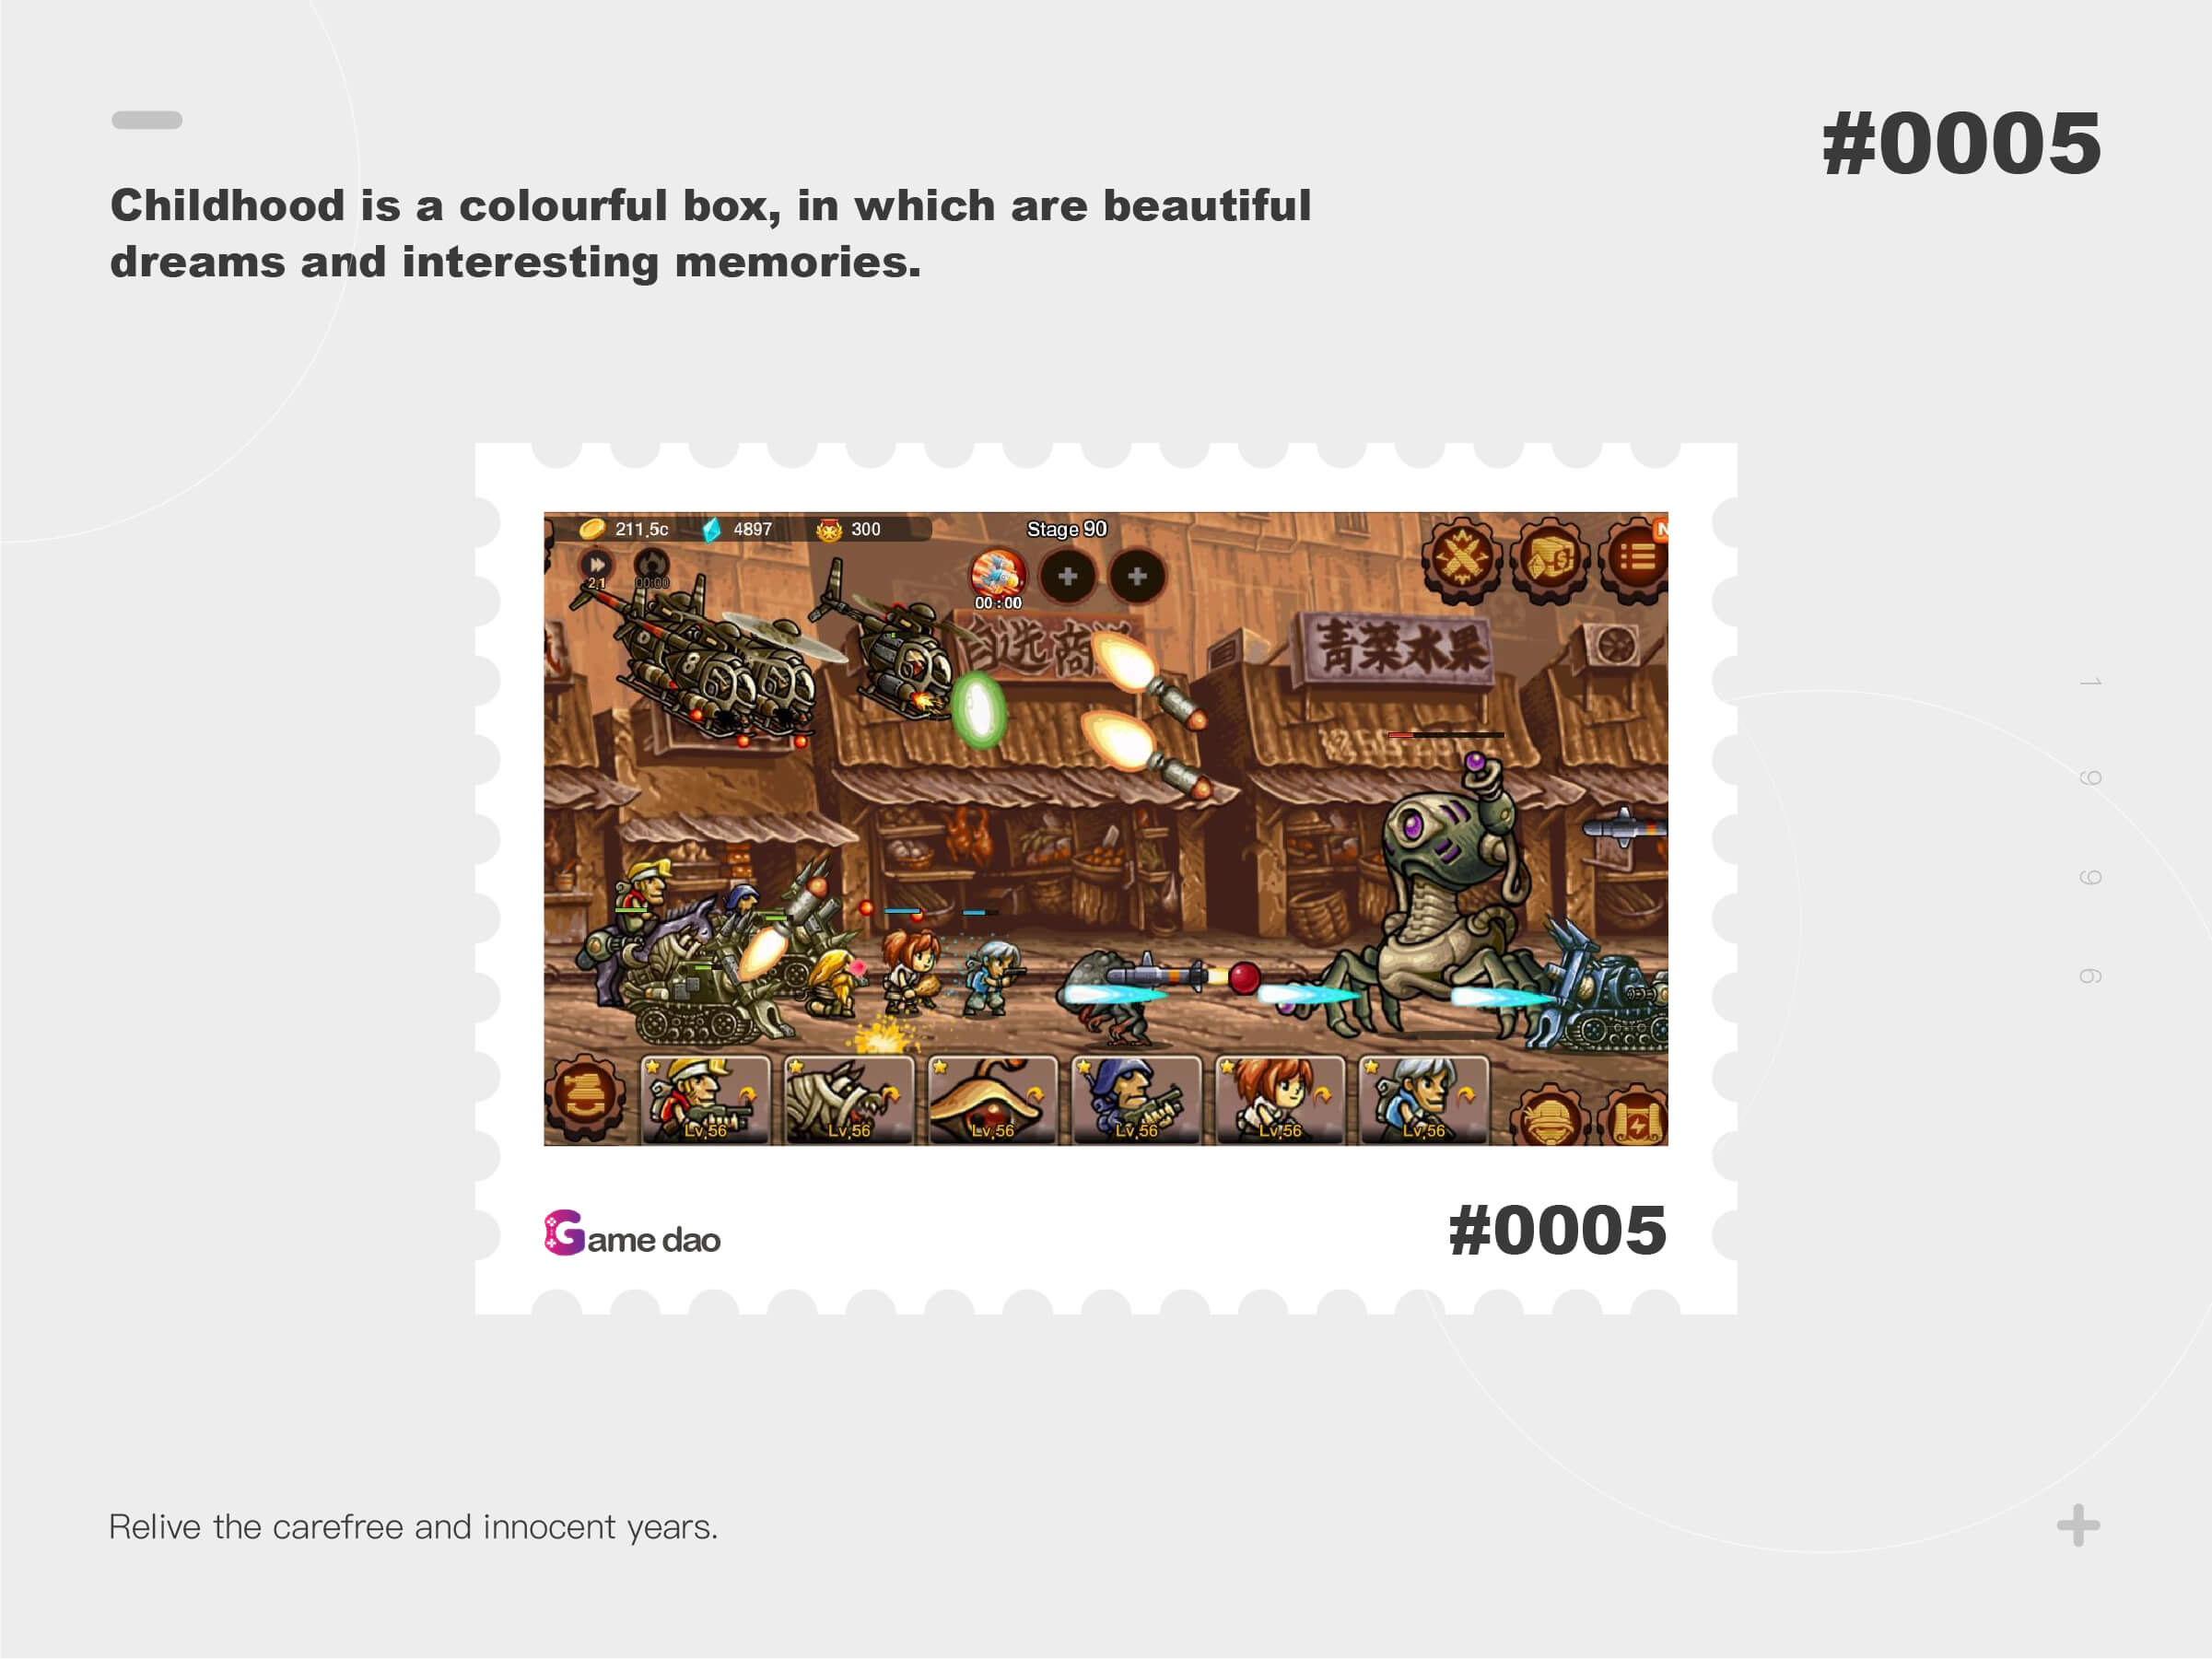 #0005
Childhood is a colourful box, in which are beautiful
dreams and interesting memories.
211.5c
4897
300
Stage 90
N
21
00:00
00:00
自选商
青菜水果
1
9
9
6
Lv.56
Lv.56
Lv.56
Lv.56
Lv.56
Lv.56
Game dao
#0005
Relive the carefree and innocent years.